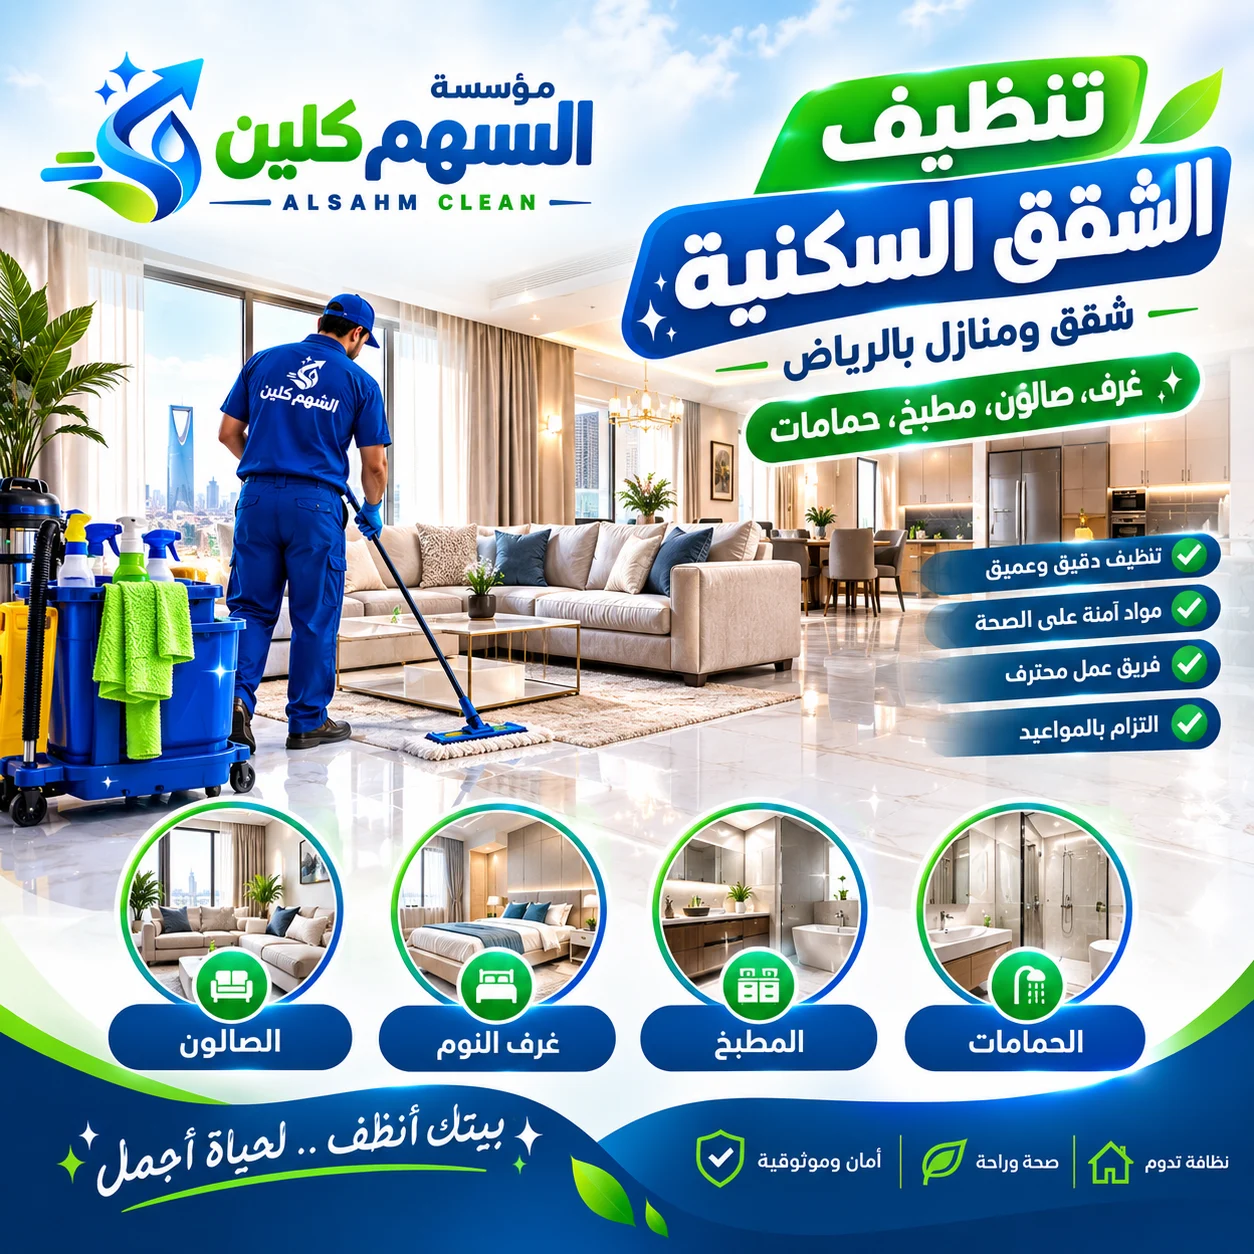 مؤسسة
السهم كلين
ALSAHM CLEAN
تنظيف
الشقق السكنية
شقق ومنازل بالرياض
غرف، صالون، مطبخ، حمامات
الشهم كلين
تنظيف دقيق وعميق
مواد آمنة على الصحة
فريق عمل محترف
التزام بالمواعيد
الحمامات
المطبخ
غرف النوم
الصالون
نظافة تدوم
صحة وراحة
أمان وموثوقية
بيتك أنظف .. لحياة أجمل